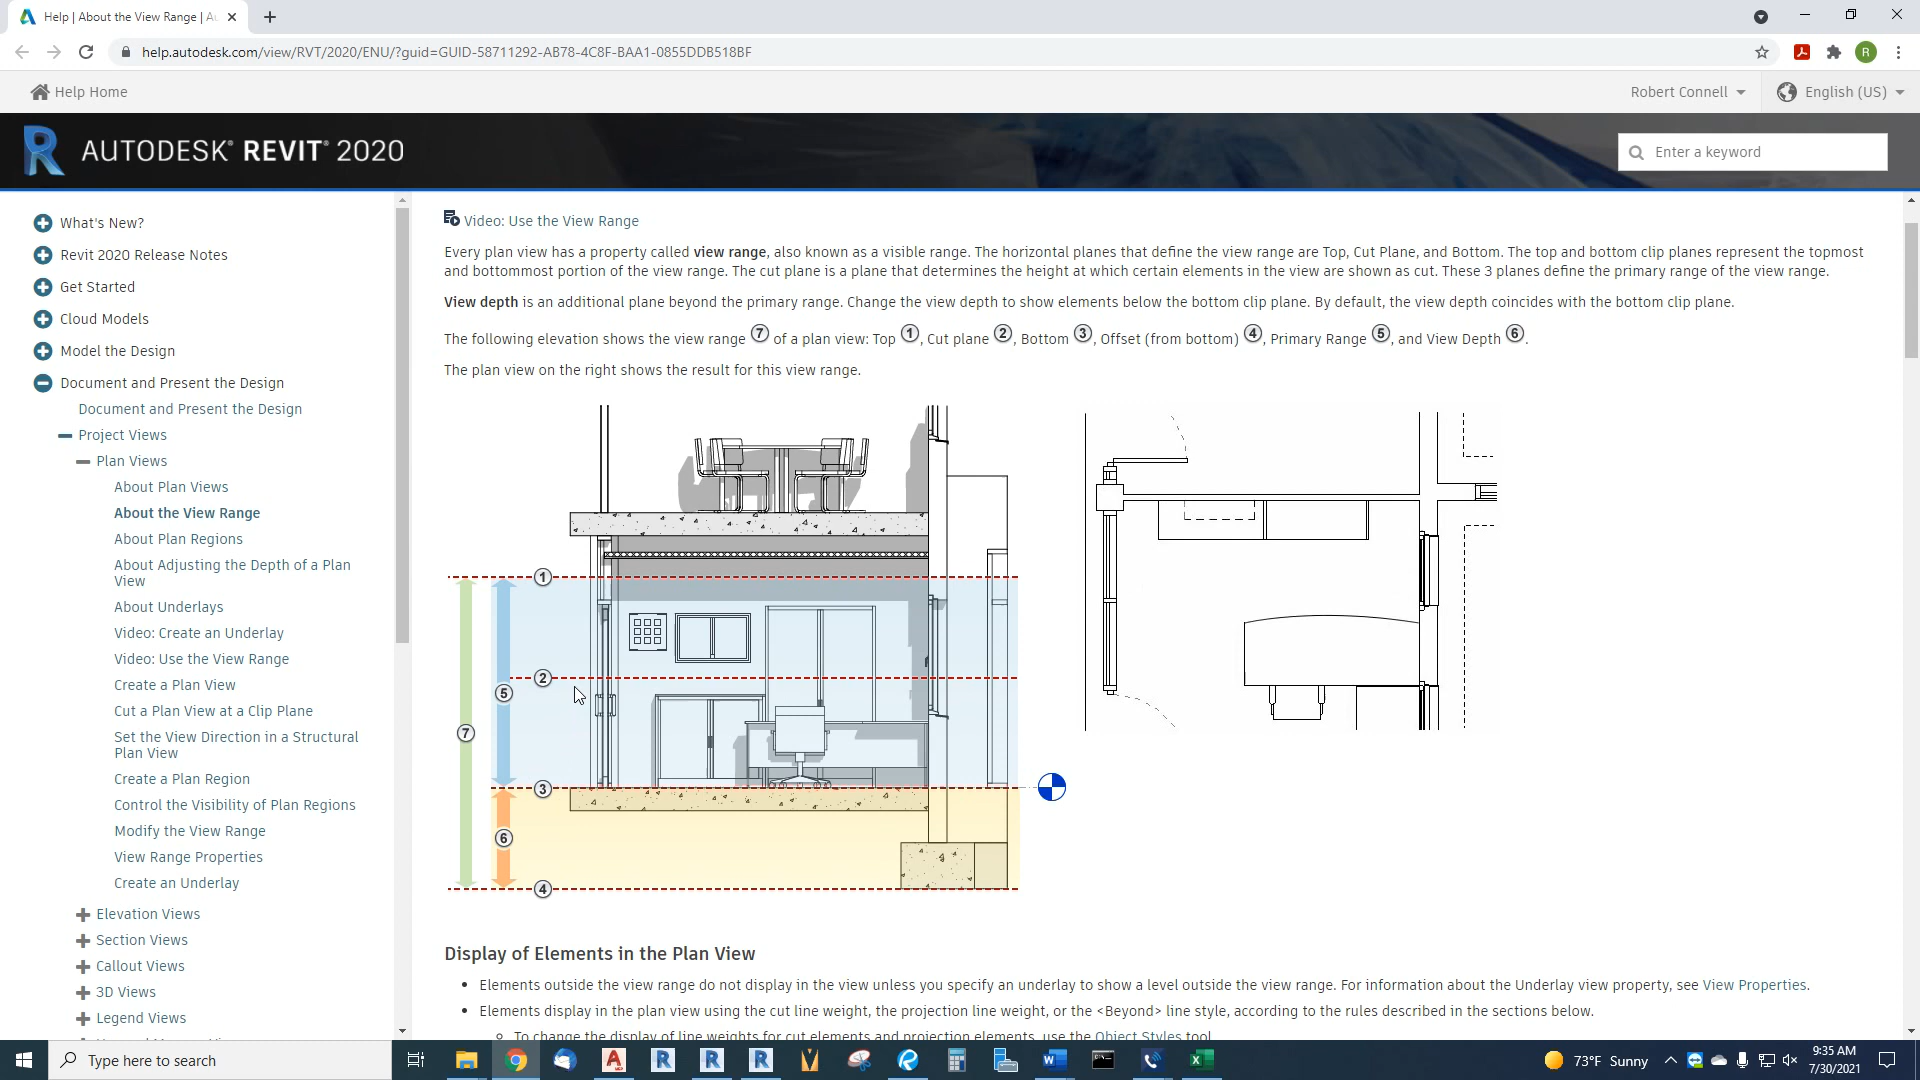 Help | About the View Range | Au
help.autodesk.com/view/RVT/2020/ENU/?guid=GUID-58711292-AB78-4C8F-BAA1-0855DDB518BF
R
Help Home
Robert Connell
English (US)
AUTODESK® REVIT® 2020
Enter a keyword
What's New?
Revit 2020 Release Notes
Get Started
Cloud Models
Model the Design
Document and Present the Design
Document and Present the Design
Project Views
Plan Views
About Plan Views
About the View Range
About Plan Regions
About Adjusting the Depth of a Plan
View
About Underlays
Video: Create an Underlay
Video: Use the View Range
Create a Plan View
Cut a Plan View at a Clip Plane
Set the View Direction in a Structural
Plan View
Create a Plan Region
Control the Visibility of Plan Regions
Modify the View Range
View Range Properties
Create an Underlay
Elevation Views
Section Views
Callout Views
3D Views
Legend Views
Video: Use the View Range
Every plan view has a property called view range, also known as a visible range. The horizontal planes that define the view range are Top, Cut Plane, and Bottom. The top and bottom clip planes represent the topmost
and bottommost portion of the view range. The cut plane is a plane that determines the height at which certain elements in the view are shown as cut. These 3 planes define the primary range of the view range.
View depth is an additional plane beyond the primary range. Change the view depth to show elements below the bottom clip plane. By default, the view depth coincides with the bottom clip plane.
The following elevation shows the view range 7 of a plan view: Top 1, Cut plane 2, Bottom 3, Offset (from bottom) 4, Primary Range 5, and View Depth 6.
The plan view on the right shows the result for this view range.
1
2
5
7
3
6
4
Display of Elements in the Plan View
Elements outside the view range do not display in the view unless you specify an underlay to show a level outside the view range. For information about the Underlay view property, see View Properties.
Elements display in the plan view using the cut line weight, the projection line weight, or the <Beyond> line style, according to the rules described in the sections below.
To change the display of line weights for cut elements and projection elements, use the Object Styles tool.
Type here to search
73°F Sunny
9:35 AM
7/30/2021